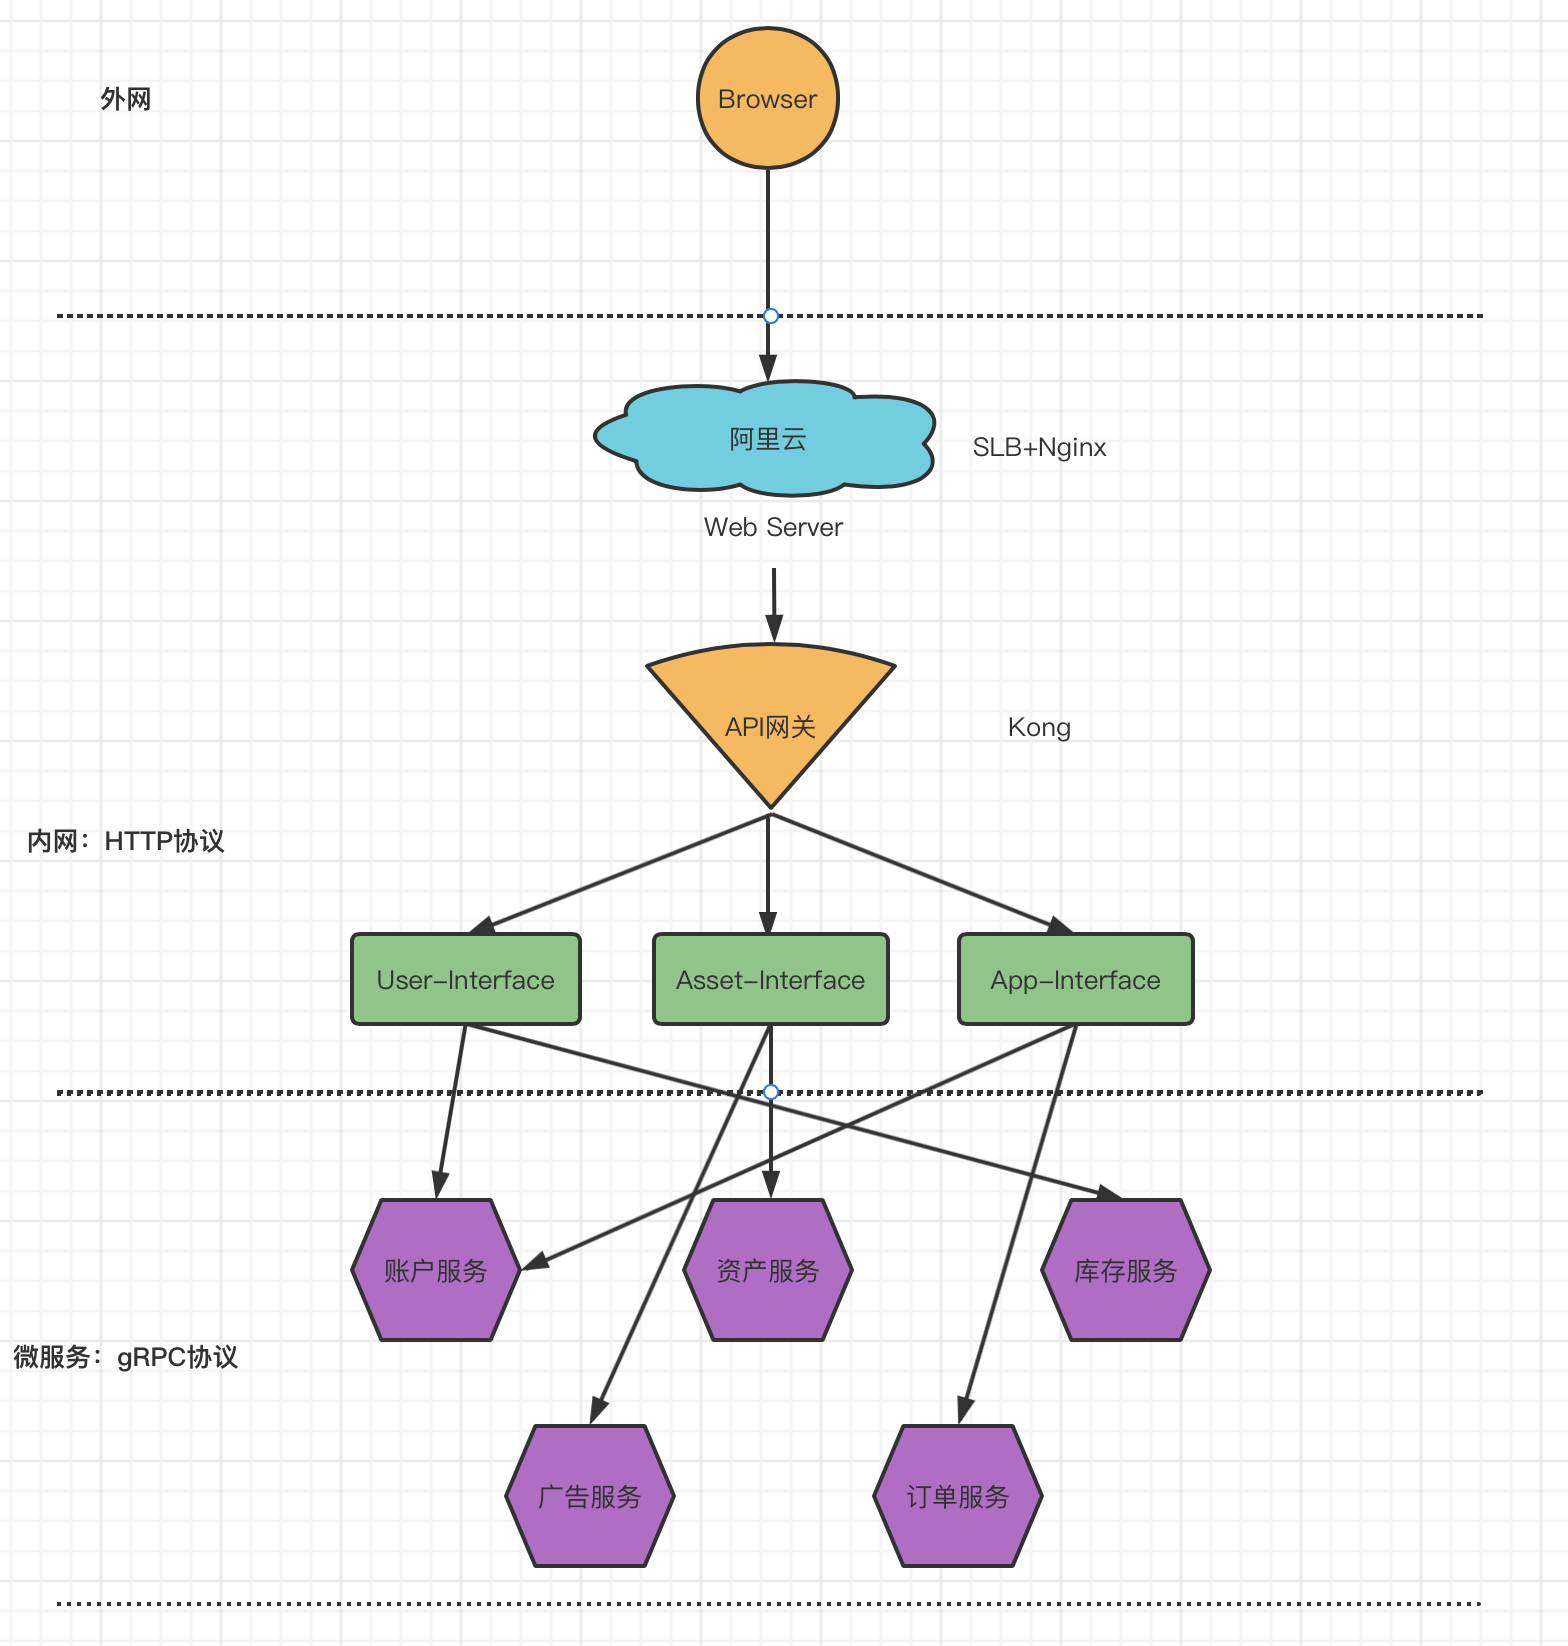 外网
Browser
阿里云
SLB+Nginx
Web Server
API网关
Kong
内网：HTTP协议
User-Interface
Asset-Interface
App-Interface
账户服务
资产服务
库存服务
微服务：gRPC协议
广告服务
订单服务